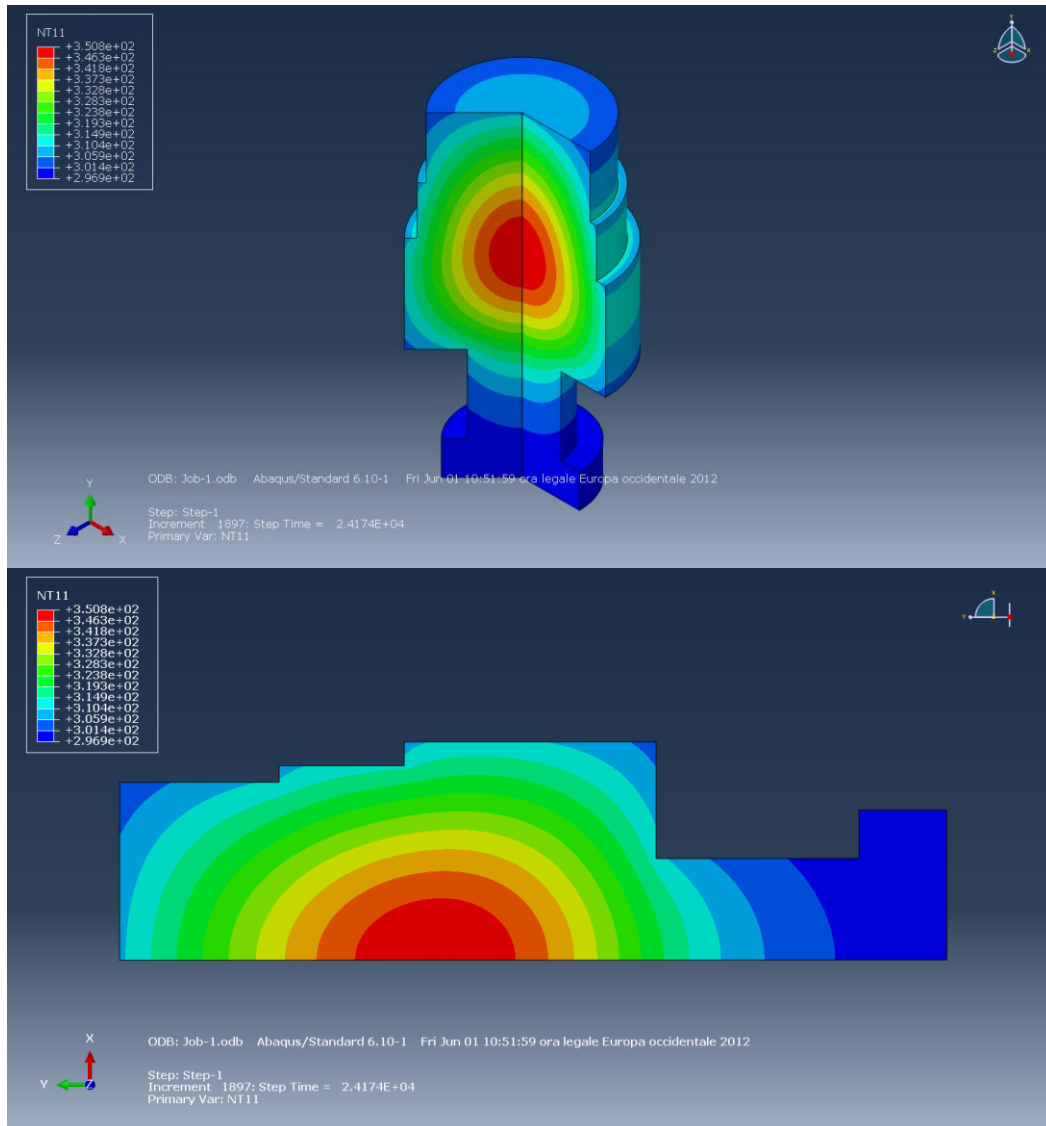 NT11
+3.508e+02
+3.463e+02
+3.418e+02
+3.373e+02
+3.328e+02
+3.283e+02
+3.238e+02
+3.193e+02
+3.149e+02
+3.104e+02
+3.059e+02
+3.014e+02
+2.969e+02
Y
Z X
ODB: Job-1.odb Abaqus/Standard 6.10-1 Fri Jun 01 10:51:59 ora legale Europa occidentale 2012
Y
Z X
Step: Step-1
Increment 1897: Step Time = 2.4174E+04
Primary Var: NT11
NT11
+3.508e+02
+3.463e+02
+3.418e+02
+3.373e+02
+3.328e+02
+3.283e+02
+3.238e+02
+3.193e+02
+3.149e+02
+3.104e+02
+3.059e+02
+3.014e+02
+2.969e+02
X
Y Z
X
ODB: Job-1.odb Abaqus/Standard 6.10-1 Fri Jun 01 10:51:59 ora legale Europa occidentale 2012
Y Z
Step: Step-1
Increment 1897: Step Time = 2.4174E+04
Primary Var: NT11